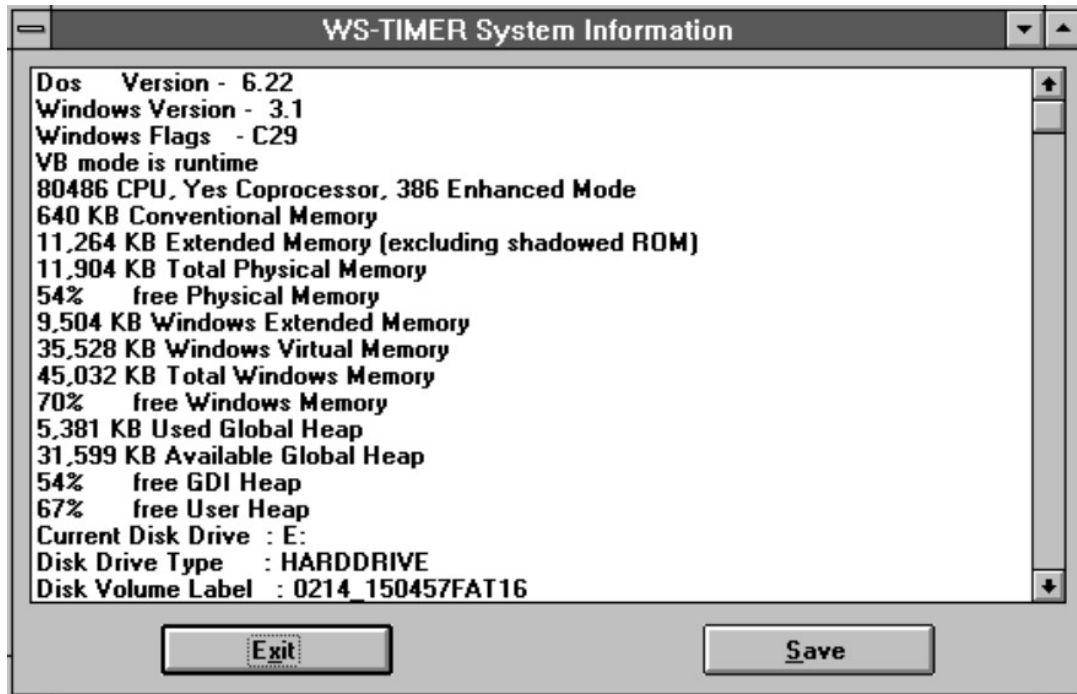 WS-TIMER System Information
Dos Version - 6.22
Windows Version - 3.1
Windows Flags - C29
VB mode is runtime
80486 CPU, Yes Coprocessor, 386 Enhanced Mode
640 KB Conventional Memory
11,264 KB Extended Memory (excluding shadowed ROM)
11,904 KB Total Physical Memory
54% free Physical Memory
9,504 KB Windows Extended Memory
35,528 KB Windows Virtual Memory
45,032 KB Total Windows Memory
70% free Windows Memory
5,381 KB Used Global Heap
31,599 KB Available Global Heap
54% free GDI Heap
67% free User Heap
Current Disk Drive : E:
Disk Drive Type : HARDDRIVE
Disk Volume Label : 0214_150457FAT16
Exit Save